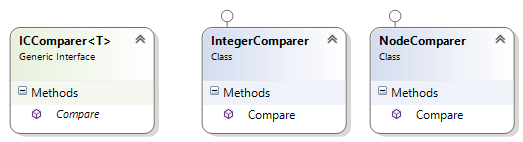 ICComparer<T>
Generic Interface
Methods
Compare
IntegerComparer
Class
Methods
Compare
NodeComparer
Class
Methods
Compare